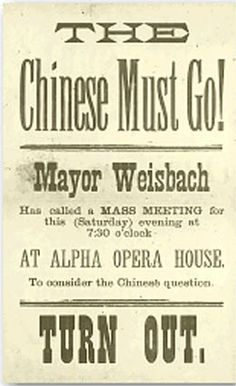 THE
Chinese Must Go!
Mayor Weisbach
Has called a MASS MEETING for
this (Saturday) evening at
7:30 o'clock
AT ALPHA OPERA HOUSE.
To consider the Chinese question.
TURN OUT.